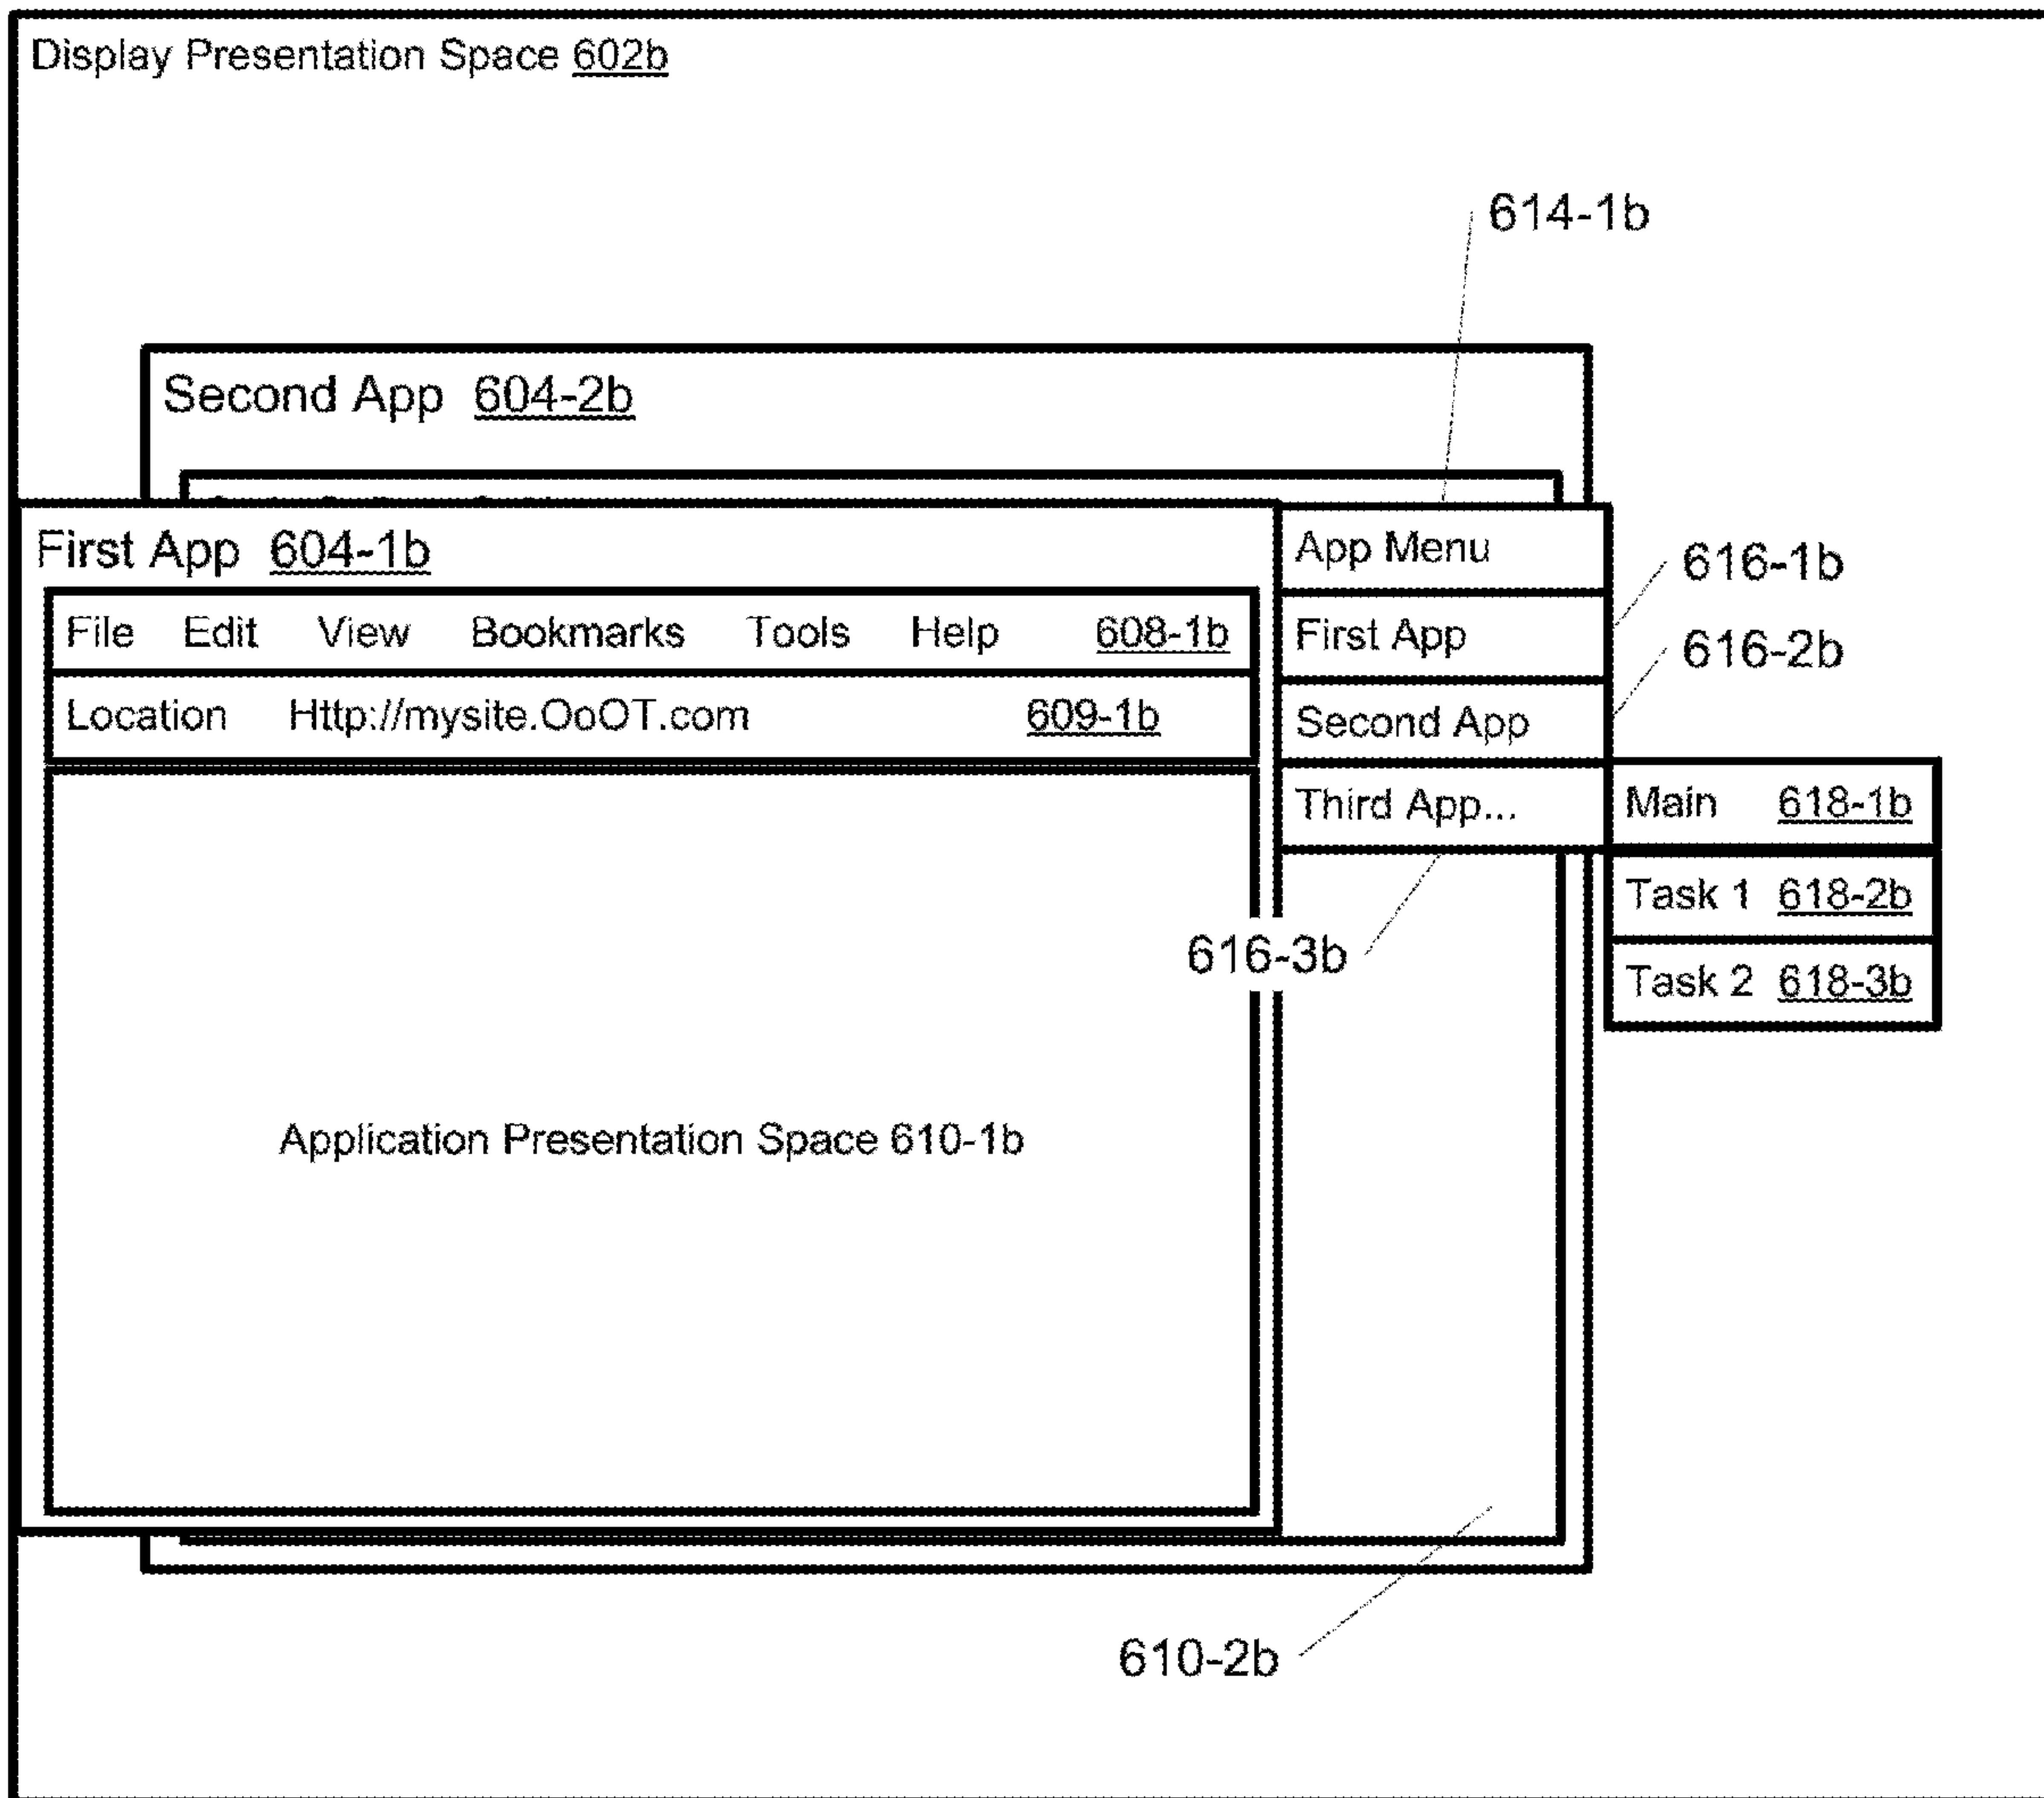 Display Presentation Space 602b
614-1b
Second App 604-2b
First App 604-1b
App Menu
616-1b
File Edit View Bookmarks Tools Help 608-1b
First App
616-2b
Location Http://mysite.OoOT.com 609-1b
Second App
Third App...
Main 618-1b
Task 1 618-2b
616-3b
Task 2 618-3b
Application Presentation Space 610-1b
610-2b